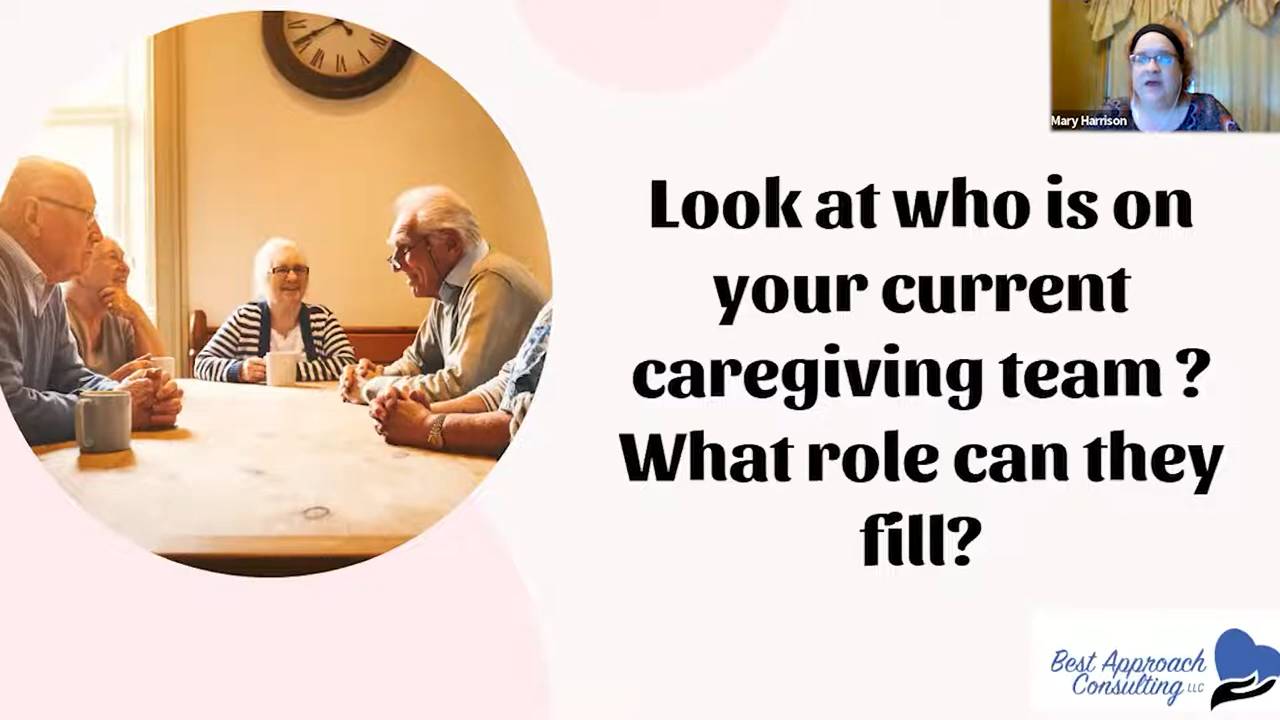 Mary Harrison
Look at who is on
your current
caregiving team ?
What role can they
fill?
Best Approach
Consulting LLC